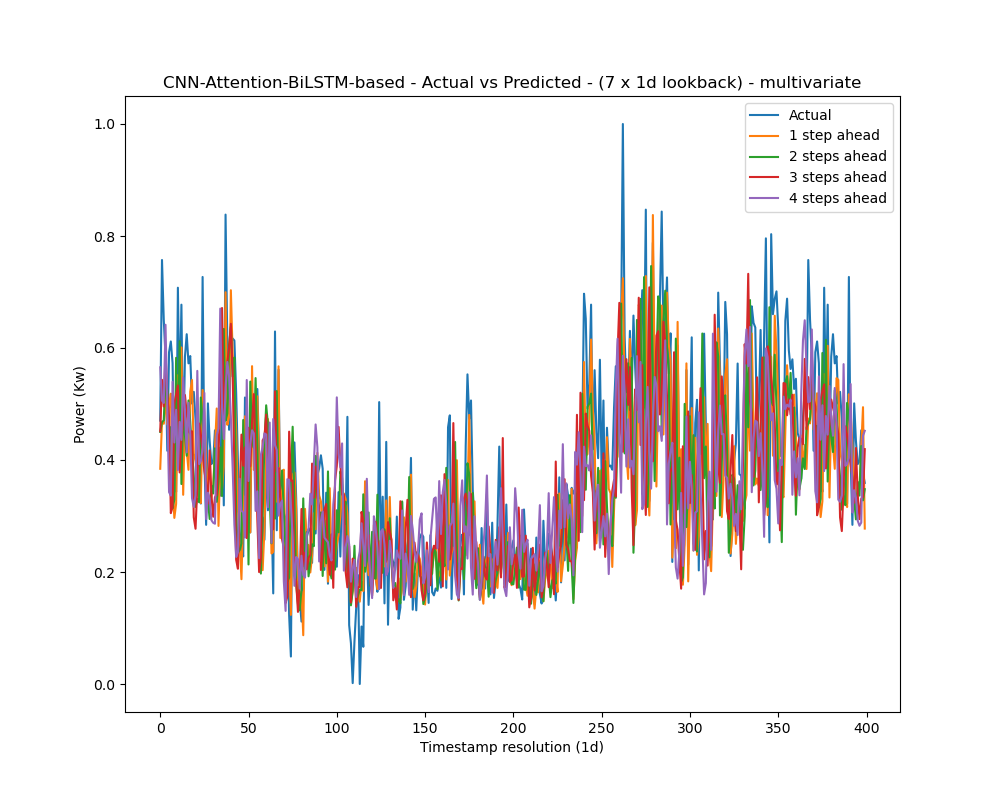 CNN-Attention-BiLSTM-based - Actual vs Predicted - (7 x 1d lookback) - multivariate
Actual
1 step ahead
2 steps ahead
3 steps ahead
4 steps ahead
1.0
0.8
0.6
0.4
0.2
0.0
Power (Kw)
0 50 100 150 200 250 300 350 400
Timestamp resolution (1d)